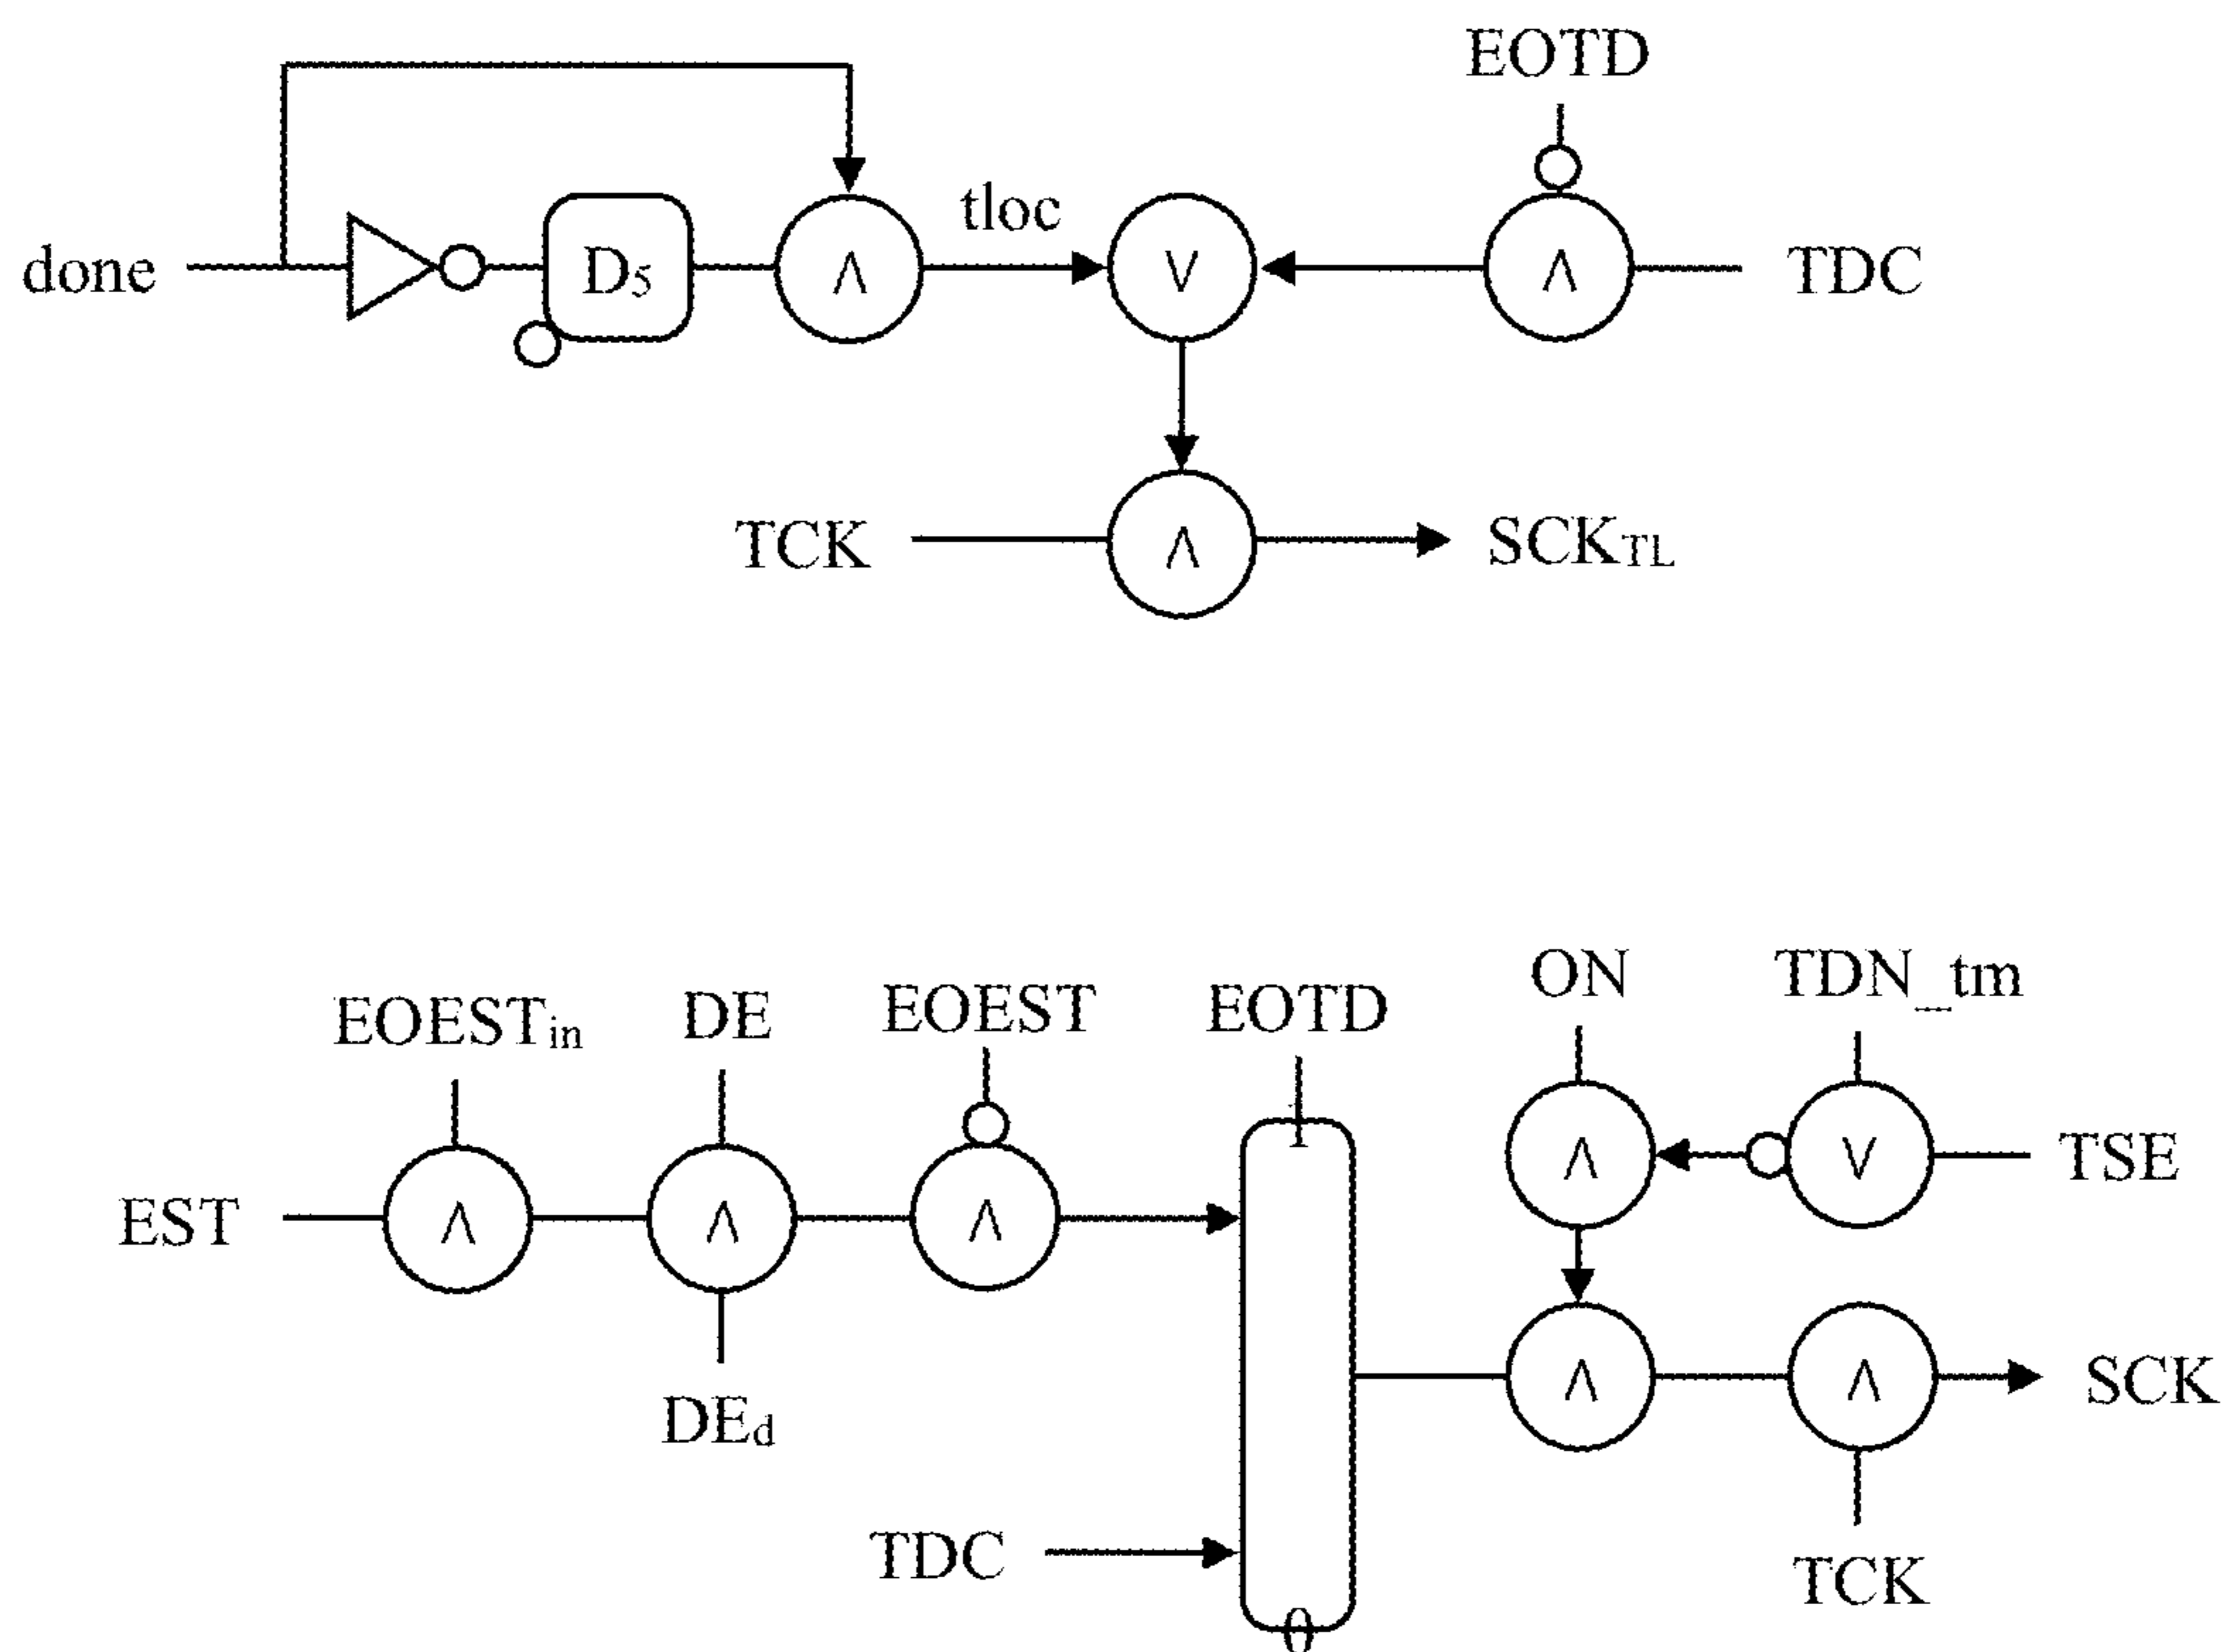 EOTD
done
D5
∧
tloc
∨
∧
TDC
TCK
∧
SCKTL
ON
TDN_tm
EOESTin
DE
EOEST
EOTD
1
∧
∨
TSE
EST
∧
∧
∧
∧
∧
SCK
DEd
TDC
TCK
0